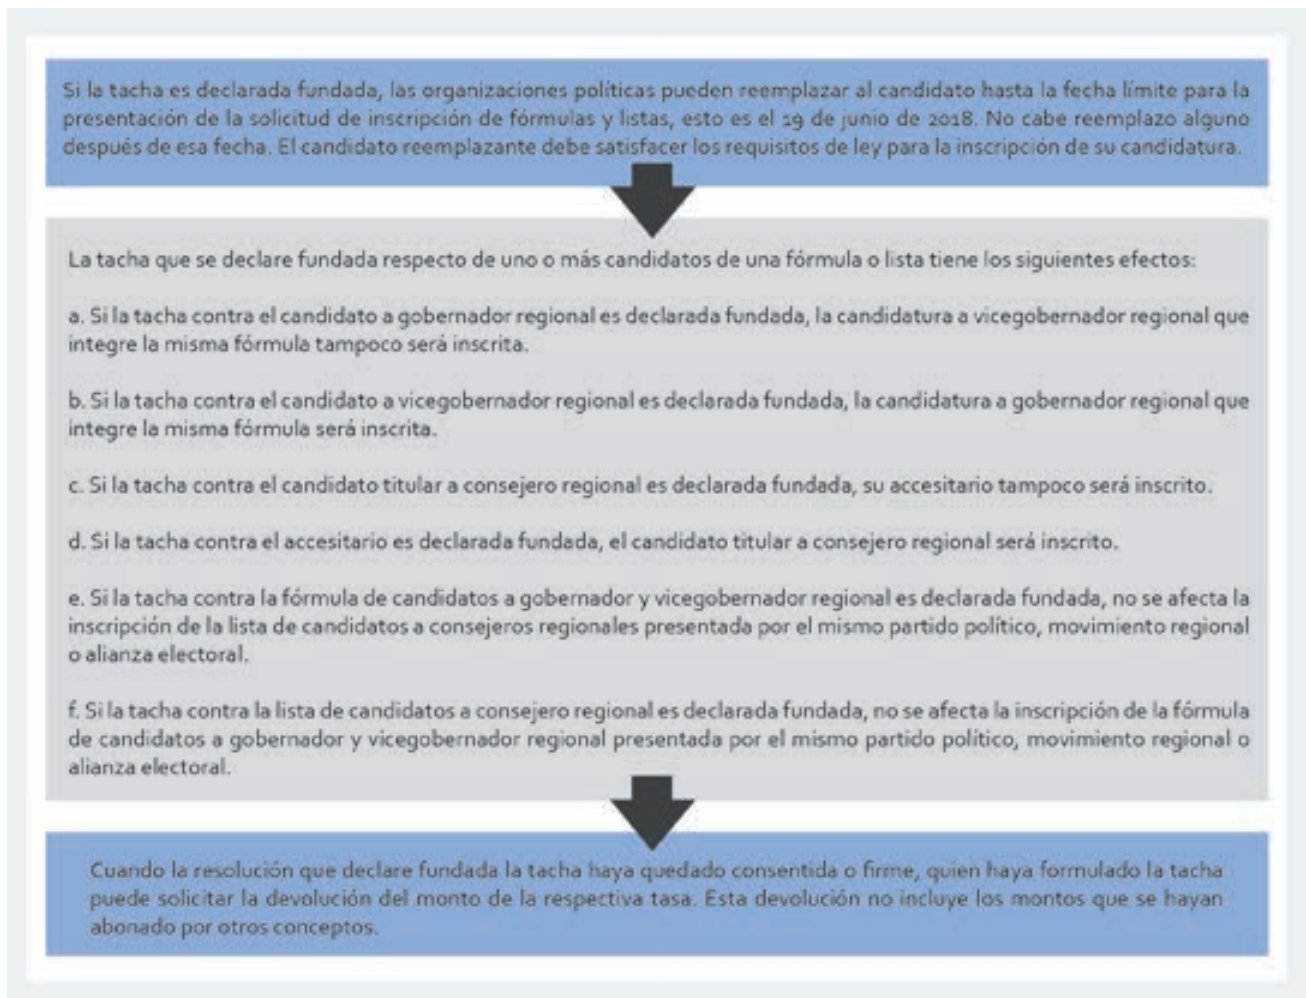 Si la tacha es declarada fundada, las organizaciones políticas pueden reemplazar al candidato hasta la fecha límite para la
presentación de la solicitud de inscripción de fórmulas y listas, esto es el 19 de junio de 2018. No cabe reemplazo alguno
después de esa fecha. El candidato reemplazante debe satisfacer los requisitos de ley para la inscripción de su candidatura.
La tacha que se declare fundada respecto de uno o más candidatos de una fórmula o lista tiene los siguientes efectos:
a. Si la tacha contra el candidato a gobernador regional es declarada fundada, la candidatura a vicegobernador regional que
integre la misma fórmula tampoco será inscrita.
b. Si la tacha contra el candidato a vicegobernador regional es declarada fundada, la candidatura a gobernador regional que
integre la misma fórmula será inscrita.
c. Si la tacha contra el candidato titular a consejero regional es declarada fundada, su accesitario tampoco será inscrito.
d. Si la tacha contra el accesitario es declarada fundada, el candidato titular a consejero regional será inscrito.
e. Si la tacha contra la fórmula de candidatos a gobernador y vicegobernador regional es declarada fundada, no se afecta la
inscripción de la lista de candidatos a consejeros regionales presentada por el mismo partido político, movimiento regional
o alianza electoral.
f. Si la tacha contra la lista de candidatos a consejero regional es declarada fundada, no se afecta la inscripción de la fórmula
de candidatos a gobernador y vicegobernador regional presentada por el mismo partido político, movimiento regional o
alianza electoral.
Cuando la resolución que declare fundada la tacha haya quedado consentida o firme, quien haya formulado la tacha
puede solicitar la devolución del monto de la respectiva tasa. Esta devolución no incluye los montos que se hayan
abonado por otros conceptos.